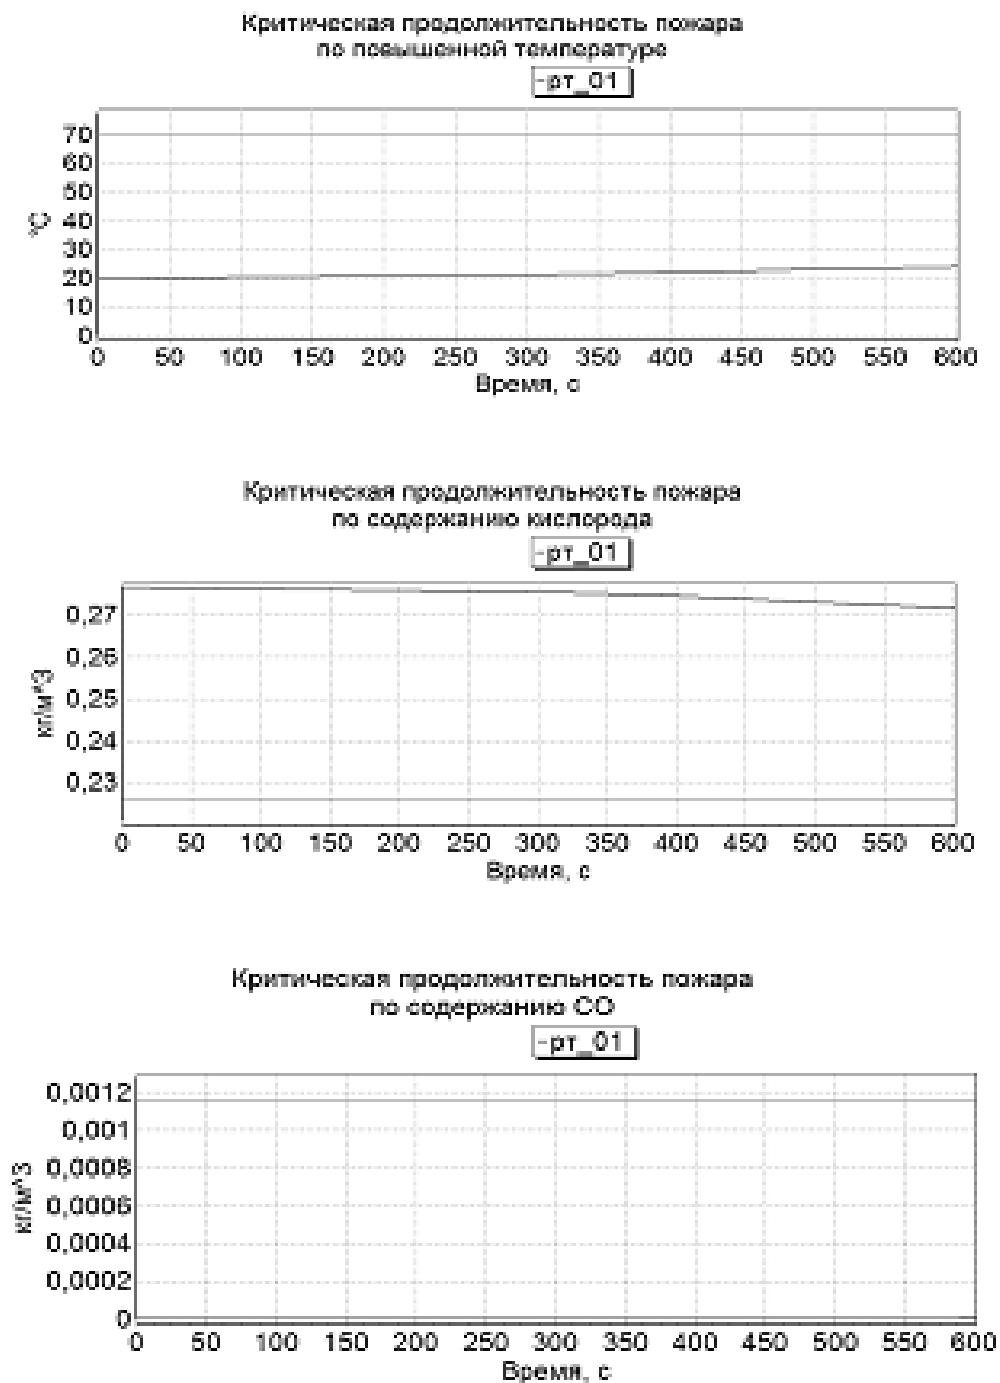 Критическая продолжительность пожара
по повышенной температуре
-рт_01
70
60
50
40
30
20
10
0
°C
0 50 100 150 200 250 300 350 400 450 500 550 600
Время, с
Критическая продолжительность пожара
по содержанию кислорода
-рт_01
0,27
0,26
0,25
0,24
0,23
кг/м^3
0 50 100 150 200 250 300 350 400 450 500 550 600
Время, с
Критическая продолжительность пожара
по содержанию СО
-рт_01
0,0012
0,001
0,0008
0,0006
0,0004
0,0002
0
кг/м^3
0 50 100 150 200 250 300 350 400 450 500 550 600
Время, с